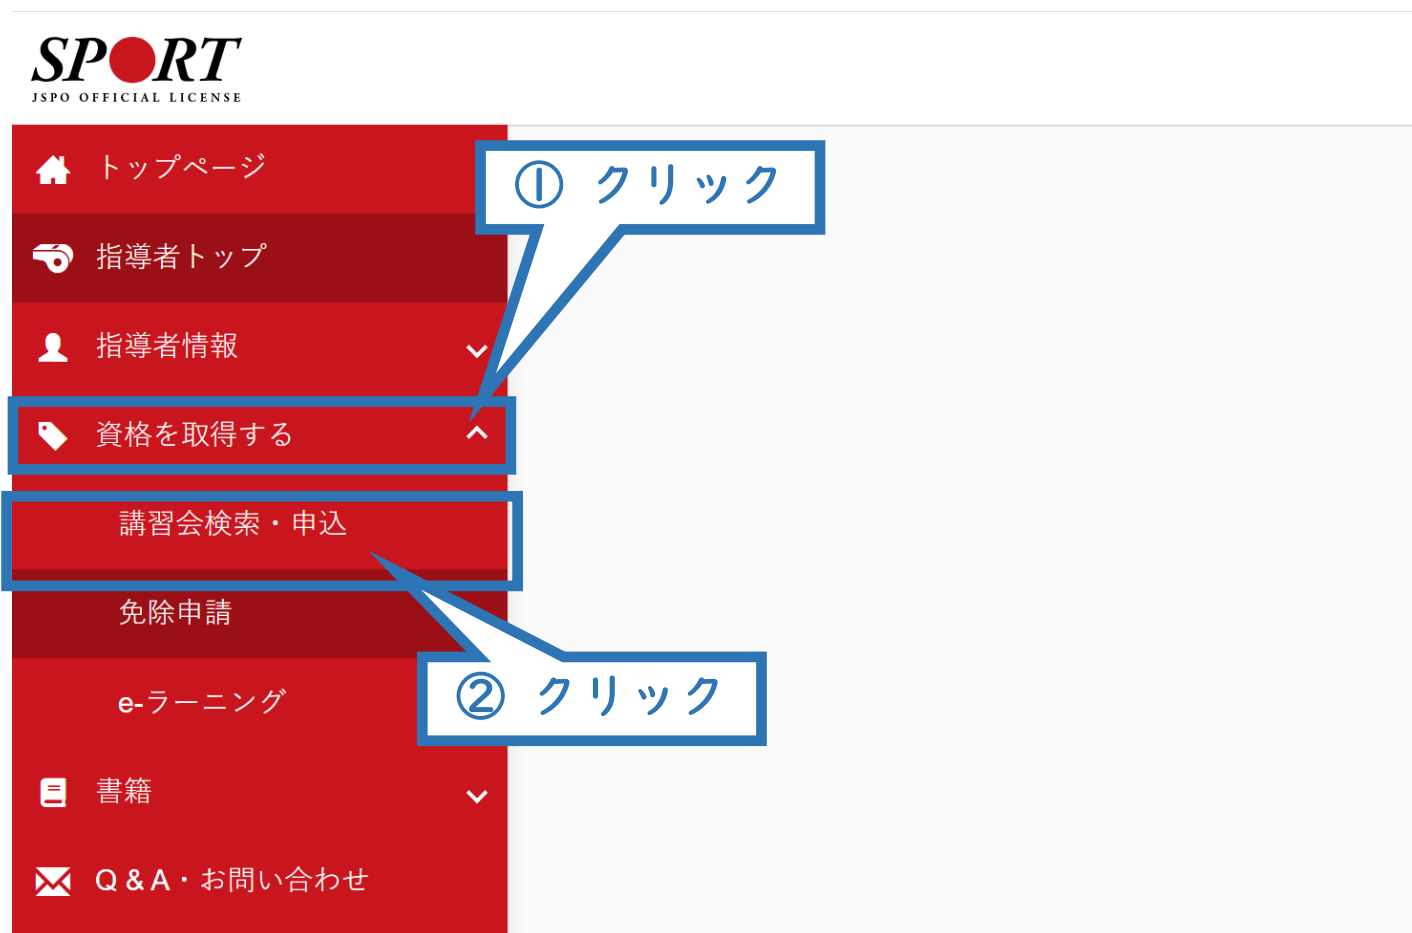 SPORT
JSPO OFFICIAL LICENSE
トップページ
① クリック
指導者トップ
指導者情報
資格を取得する
講習会検索・申込
免除申請
② クリック
e-ラーニング
書籍
Q & A・お問い合わせ